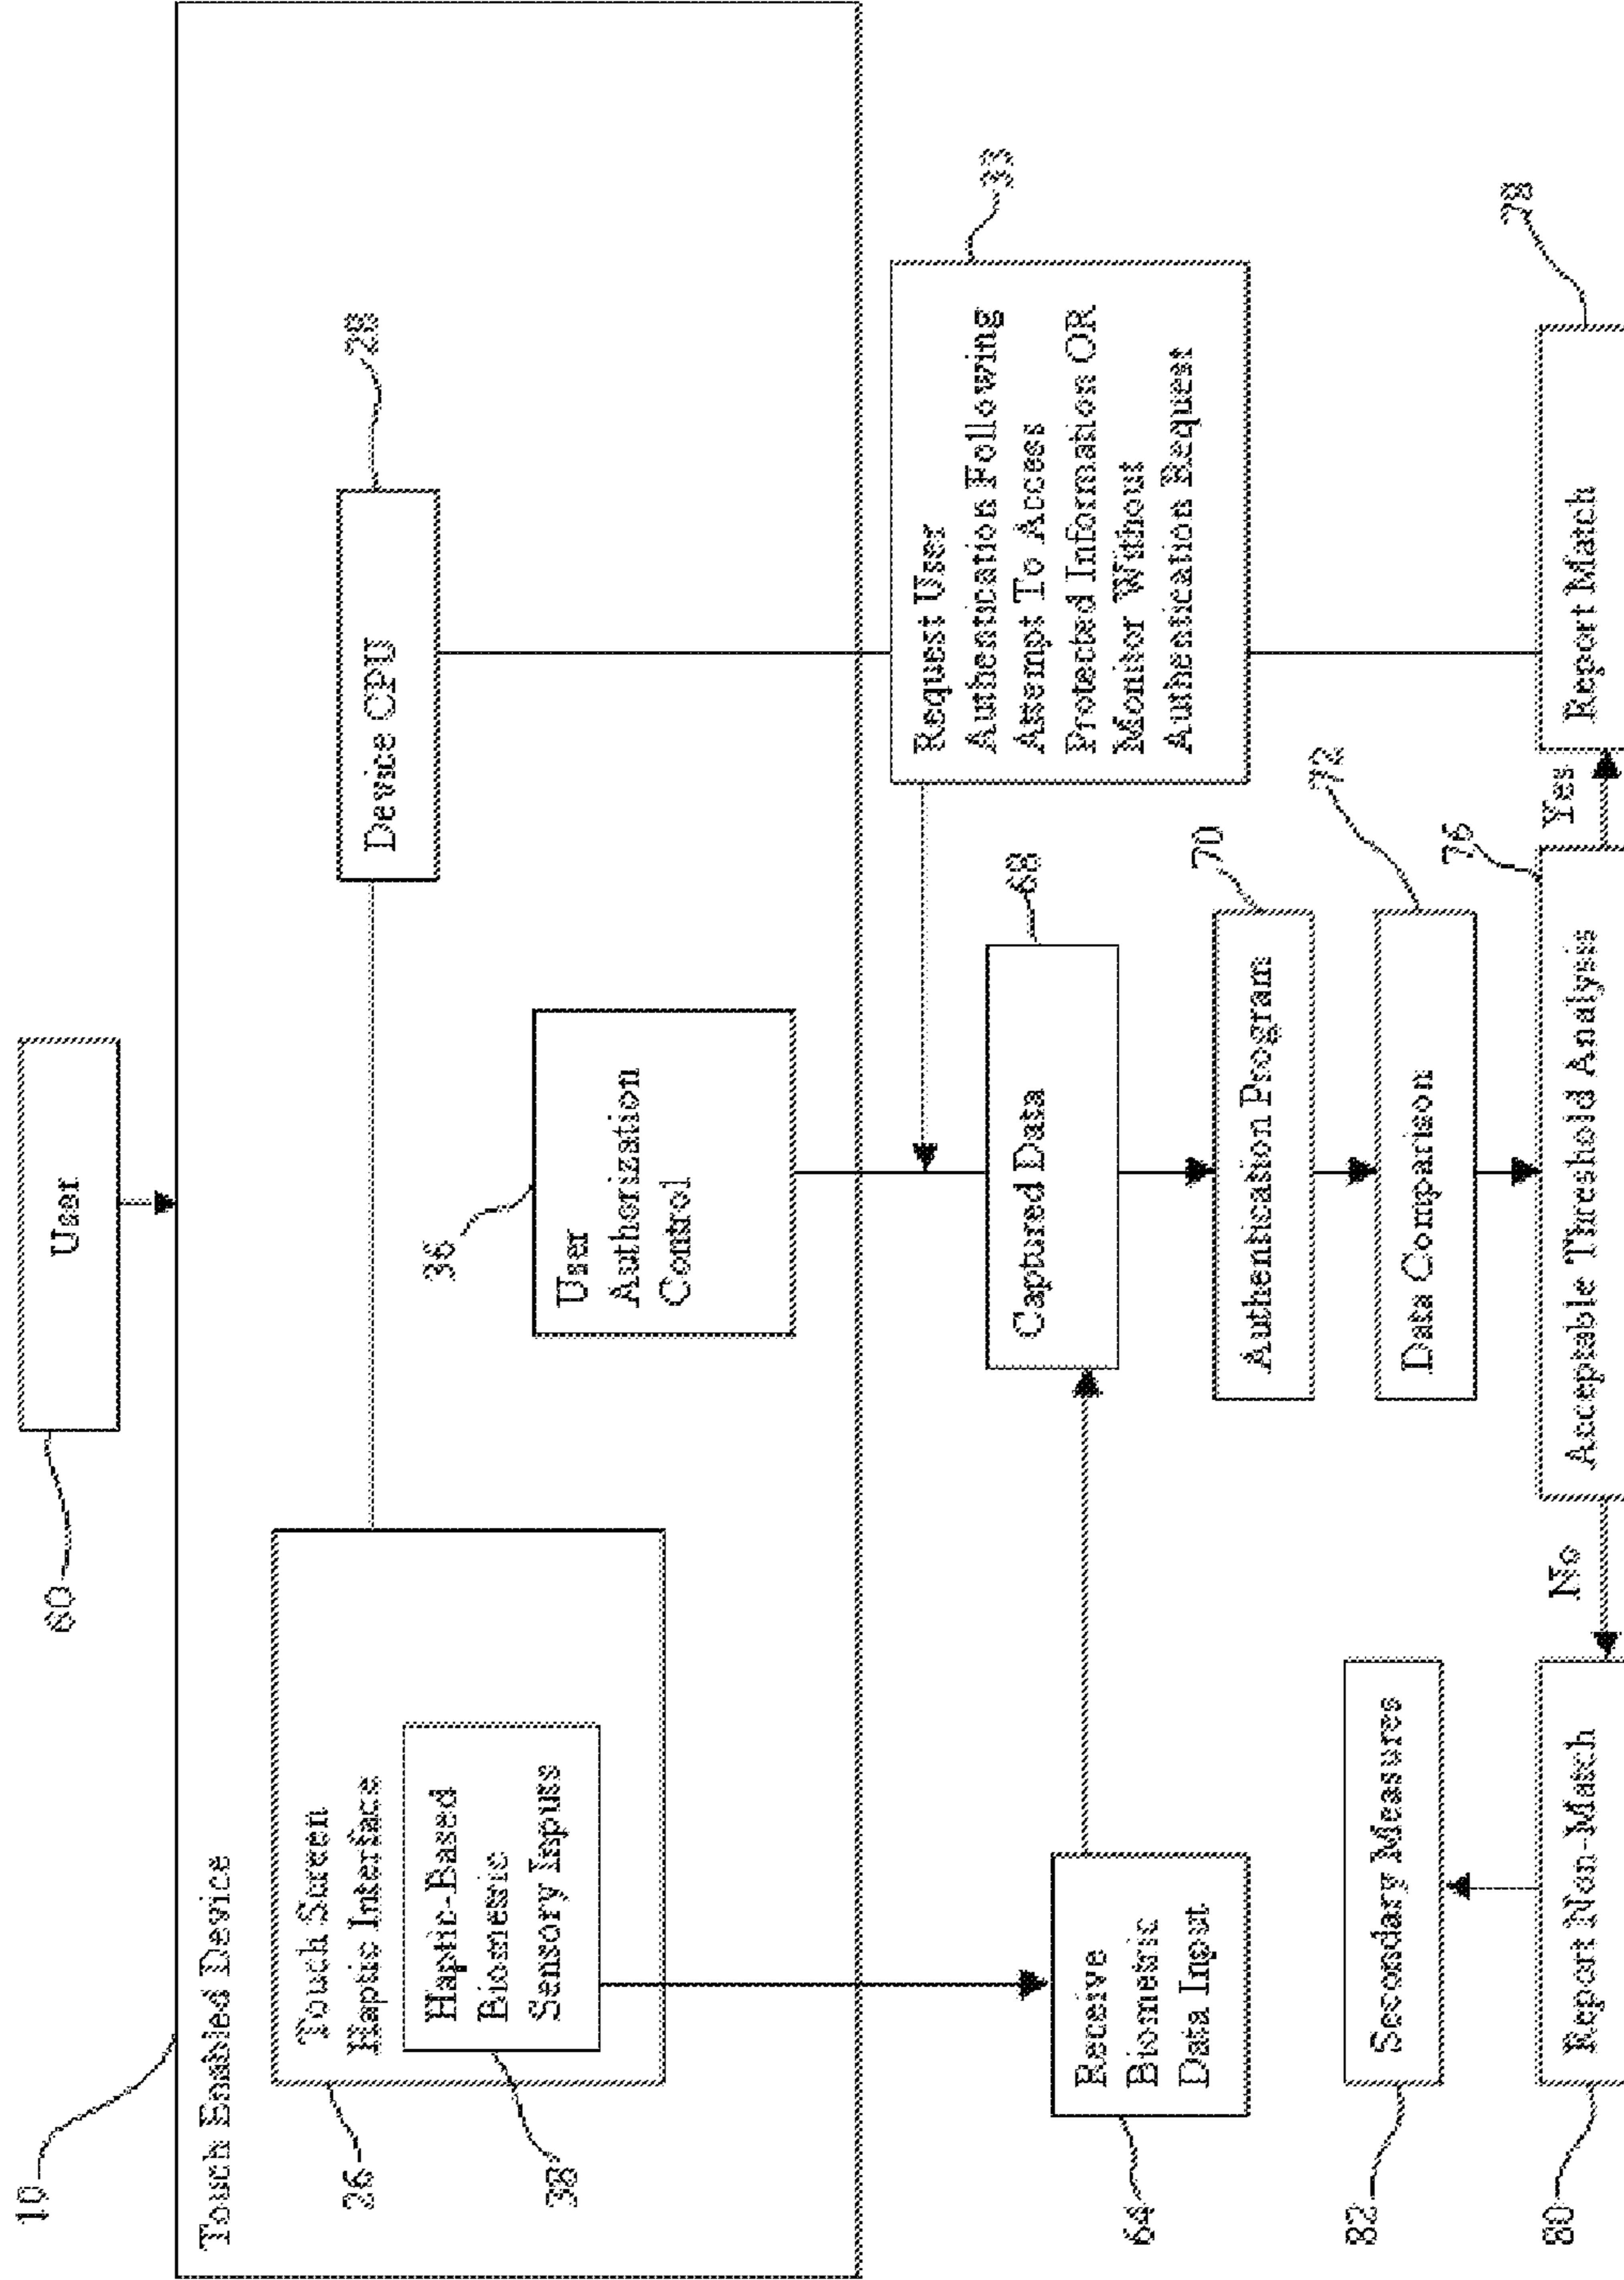 60
User
10
Touch Enabled Device
26
Touch Screen
Haptic Interface
38
Haptic-Based
Biometric
Sensory Inputs
28
Device CPU
36
User
Authorization
Control
33
Request User
Authentication Following
Attempt To Access
Protected Information OR
Monitor Without
Authentication Request
64
Receive
Biometric
Data Input
68
Captured Data
70
Authentication Program
72
Data Comparison
76
Acceptable Threshold Analysis
Yes
78
Report Match
No
80
Report Non-Match
82
Secondary Measures